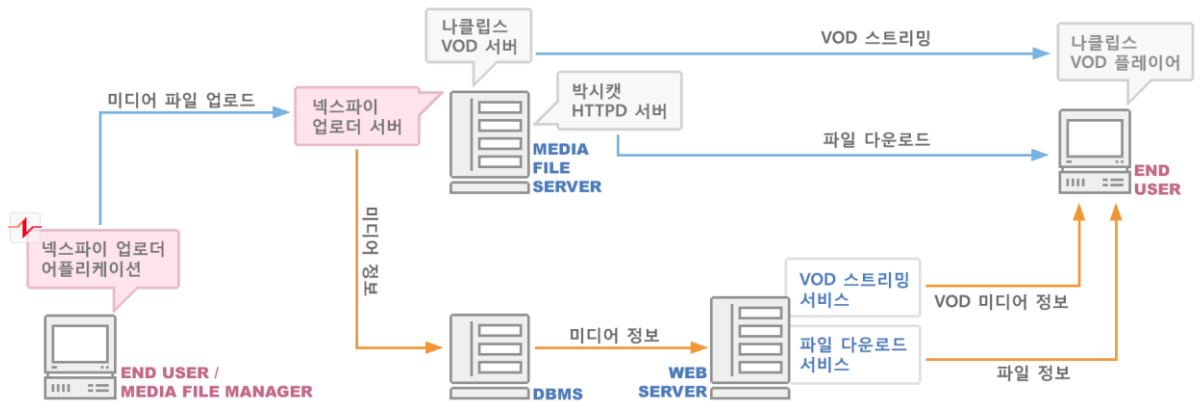 나클립스
VOD 서버
VOD 스트리밍
나클립스
VOD 플레이어
미디어 파일 업로드
넥스파이
업로더 서버
박시캣
HTTPD 서버
파일 다운로드
MEDIA
FILE
SERVER
END
USER
미디어 정보
넥스파이 업로더
어플리케이션
VOD 스트리밍
서비스
VOD 미디어 정보
미디어 정보
파일 다운로드
서비스
파일 정보
END USER /
MEDIA FILE MANAGER
DBMS
WEB
SERVER